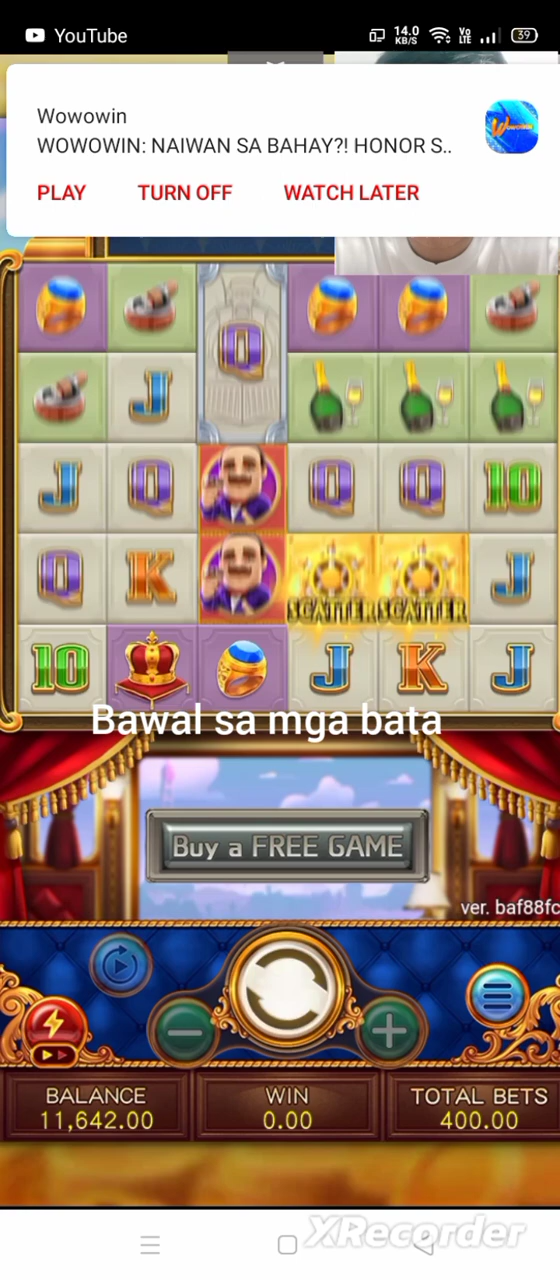 YouTube
14.0
KB/S
Vo
LTE
39
Wowowin
WOWOWIN: NAIWAN SA BAHAY?! HONOR S..
PLAY TURN OFF WATCH LATER
Q
J
J Q Q Q 10
Q K SCATTER SCATTER J
10 J K J
Bawal sa mga bata
Buy a FREE GAME
ver. baf88fc
BALANCE WIN TOTAL BETS
11,642.00 0.00 400.00
XRecorder